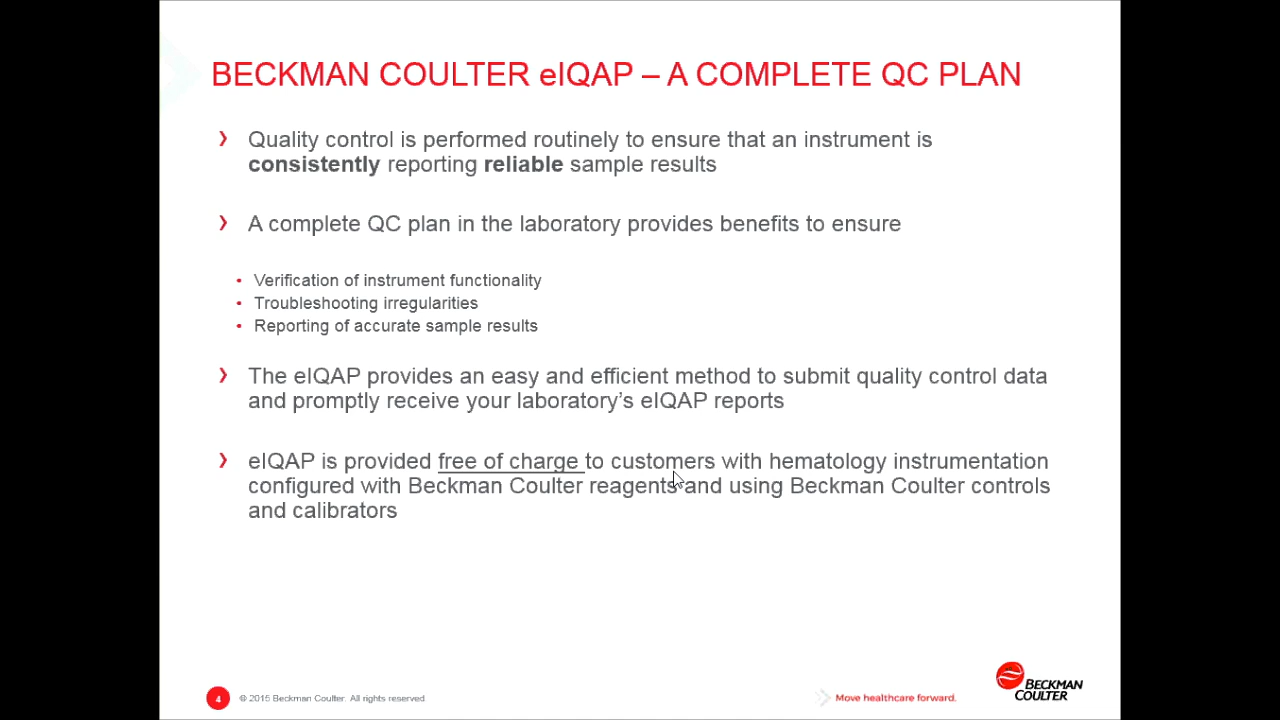 BECKMAN COULTER eIQAP – A COMPLETE QC PLAN
Quality control is performed routinely to ensure that an instrument is
consistently reporting reliable sample results
A complete QC plan in the laboratory provides benefits to ensure
Verification of instrument functionality
Troubleshooting irregularities
Reporting of accurate sample results
The eIQAP provides an easy and efficient method to submit quality control data
and promptly receive your laboratory's eIQAP reports
eIQAP is provided free of charge to customers with hematology instrumentation
configured with Beckman Coulter reagents and using Beckman Coulter controls
and calibrators
4 © 2015 Beckman Coulter. All rights reserved
Move healthcare forward.
BECKMAN
COULTER